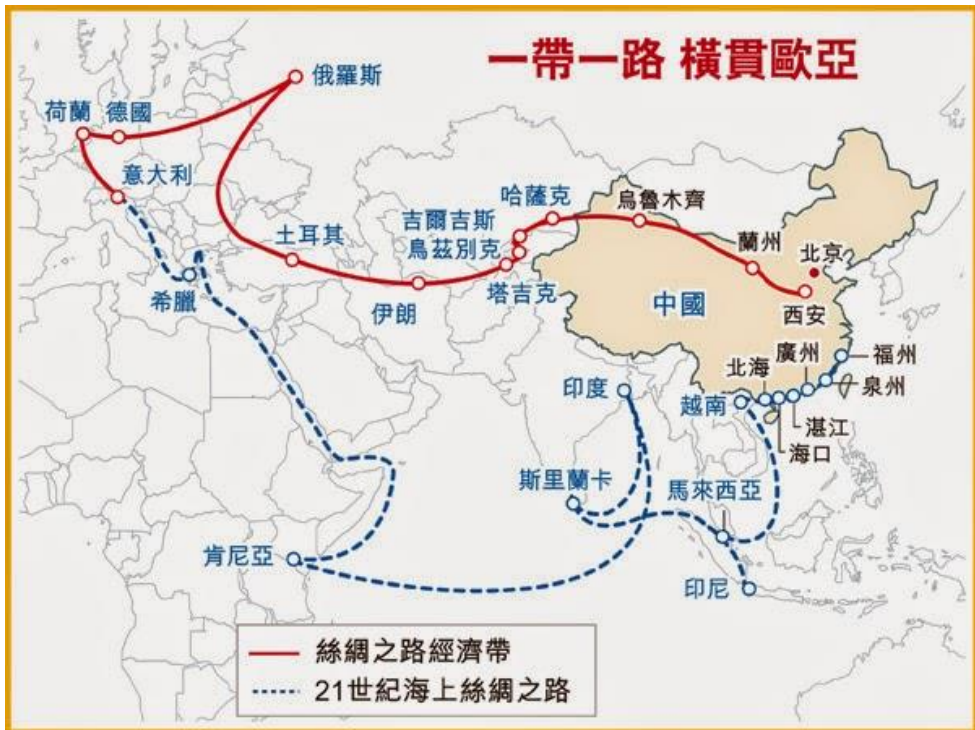 一帶一路 橫貫歐亞
俄羅斯
荷蘭
德國
意大利
哈薩克
烏魯木齊
吉爾吉斯
烏茲別克
土耳其
蘭州
北京
塔吉克
希臘
伊朗
中國
西安
廣州
福州
北海
印度
越南
泉州
湛江
海口
斯里蘭卡
馬來西亞
肯尼亞
印尼
絲綢之路經濟帶
21世紀海上絲綢之路